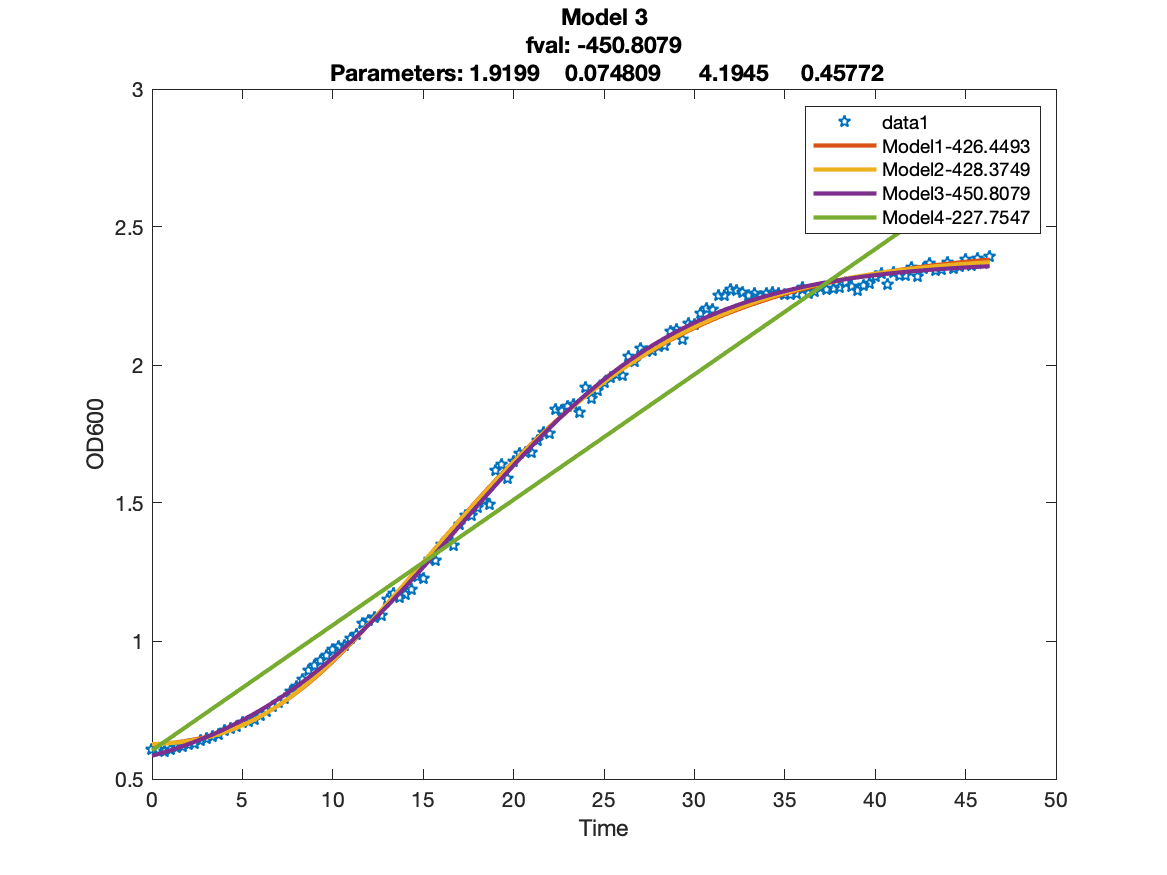 Model 3
fval: -450.8079
Parameters: 1.9199 0.074809 4.1945 0.45772
3
2.5
2
1.5
1
0.5
OD600
data1
Model1-426.4493
Model2-428.3749
Model3-450.8079
Model4-227.7547
0 5 10 15 20 25 30 35 40 45 50
Time